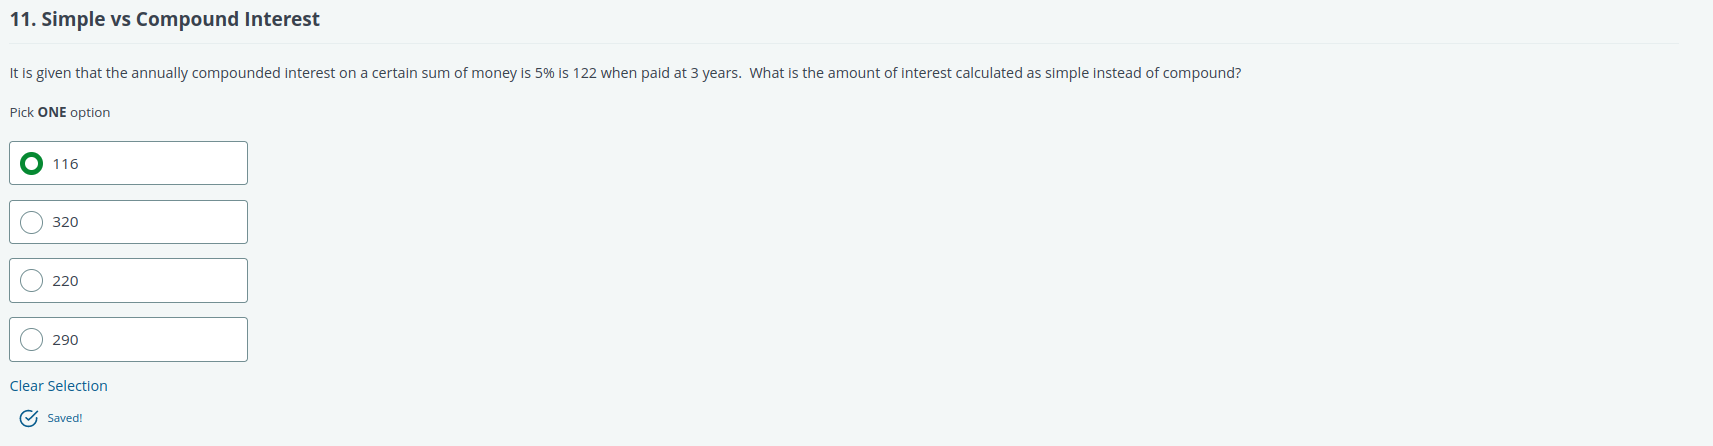 11. Simple vs Compound Interest
It is given that the annually compounded interest on a certain sum of money is 5% is 122 when paid at 3 years.  What is the amount of interest calculated as simple instead of compound?
Pick ONE option
116
320
220
290
Clear Selection
Saved!